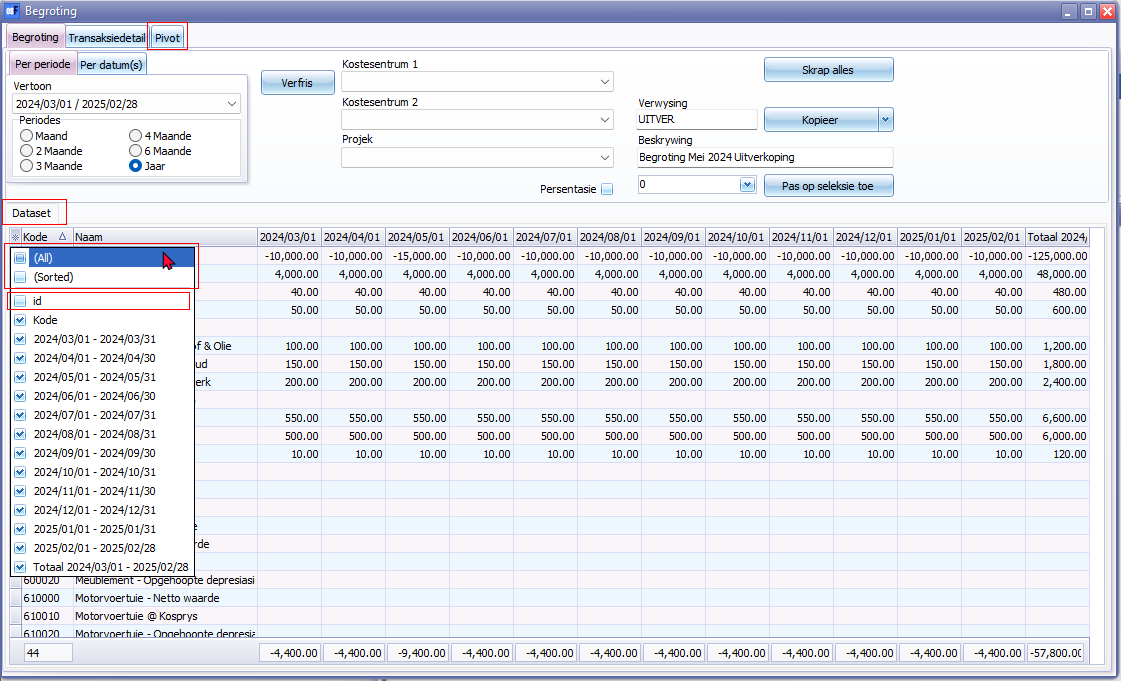 Begroting
Begroting Transaksiedetail Pivot
Per periode Per datum(s)
Vertoon
2024/03/01 / 2025/02/28
Periodes
Maand 4 Maande
2 Maande 6 Maande
3 Maande Jaar
Verfris
Kostesentrum 1
Kostesentrum 2
Projek
Persentasie
Verwysing
UITVER
Beskrywing
Begroting Mei 2024 Uitverkoping
0
Skrap alles
Kopieer
Pas op seleksie toe
Dataset
Kode Naam 2024/03/01 2024/04/01 2024/05/01 2024/06/01 2024/07/01 2024/08/01 2024/09/01 2024/10/01 2024/11/01 2024/12/01 2025/01/01 2025/02/01 Totaal 2024/
(All)
(Sorted)
id
Kode
2024/03/01 - 2024/03/31
2024/04/01 - 2024/04/30
2024/05/01 - 2024/05/31
2024/06/01 - 2024/06/30
2024/07/01 - 2024/07/31
2024/08/01 - 2024/08/31
2024/09/01 - 2024/09/30
2024/10/01 - 2024/10/31
2024/11/01 - 2024/11/30
2024/12/01 - 2024/12/31
2025/01/01 - 2025/01/31
2025/02/01 - 2025/02/28
Totaal 2024/03/01 - 2025/02/28
-10,000.00 -10,000.00 -15,000.00 -10,000.00 -10,000.00 -10,000.00 -10,000.00 -10,000.00 -10,000.00 -10,000.00 -10,000.00 -10,000.00 -125,000.00
4,000.00 4,000.00 4,000.00 4,000.00 4,000.00 4,000.00 4,000.00 4,000.00 4,000.00 4,000.00 4,000.00 4,000.00 48,000.00
40.00 40.00 40.00 40.00 40.00 40.00 40.00 40.00 40.00 40.00 40.00 40.00 480.00
50.00 50.00 50.00 50.00 50.00 50.00 50.00 50.00 50.00 50.00 50.00 50.00 600.00
f & Olie 100.00 100.00 100.00 100.00 100.00 100.00 100.00 100.00 100.00 100.00 100.00 100.00 1,200.00
ud 150.00 150.00 150.00 150.00 150.00 150.00 150.00 150.00 150.00 150.00 150.00 150.00 1,800.00
erk 200.00 200.00 200.00 200.00 200.00 200.00 200.00 200.00 200.00 200.00 200.00 200.00 2,400.00
550.00 550.00 550.00 550.00 550.00 550.00 550.00 550.00 550.00 550.00 550.00 550.00 6,600.00
500.00 500.00 500.00 500.00 500.00 500.00 500.00 500.00 500.00 500.00 500.00 500.00 6,000.00
10.00 10.00 10.00 10.00 10.00 10.00 10.00 10.00 10.00 10.00 10.00 10.00 120.00
e
rde
600020 Meublement - Opgehoopte depresiasi
610000 Motorvoertuie - Netto waarde
610010 Motorvoertuie @ Kosprys
610020 Motorvoertuie - Opgehoopte depresia
44 -4,400.00 -4,400.00 -9,400.00 -4,400.00 -4,400.00 -4,400.00 -4,400.00 -4,400.00 -4,400.00 -4,400.00 -4,400.00 -4,400.00 -57,800.00